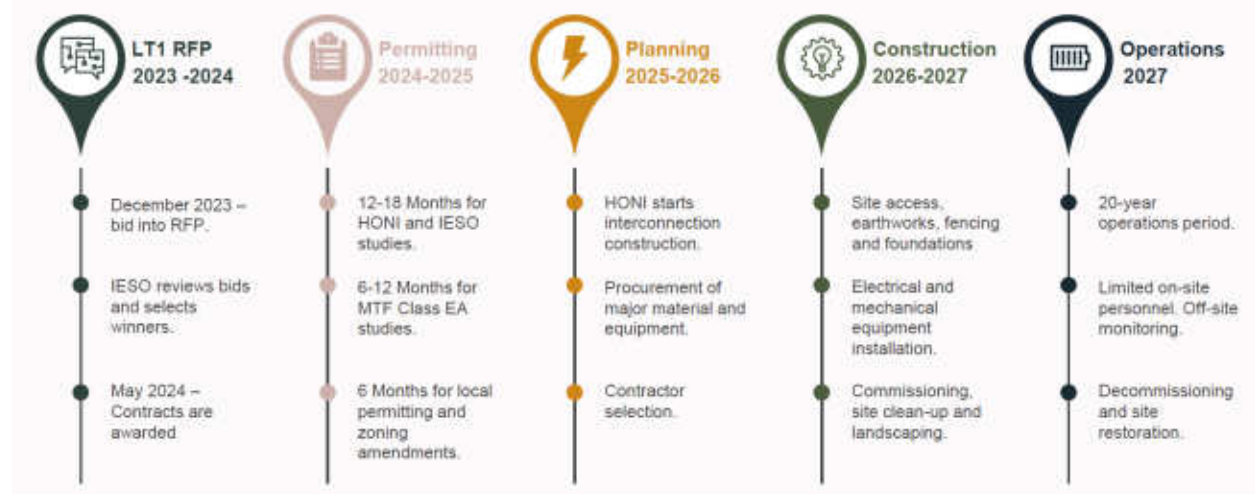 LT1 RFP
2023 -2024
December 2023 –
bid into RFP.
IESO reviews bids
and selects
winners.
May 2024 –
Contracts are
awarded
Permitting
2024-2025
12-18 Months for
HONI and IESO
studies.
6-12 Months for
MTF Class EA
studies.
6 Months for local
permitting and
zoning
amendments.
Planning
2025-2026
HONI starts
interconnection
construction.
Procurement of
major material and
equipment.
Contractor
selection.
Construction
2026-2027
Site access,
earthworks, fencing
and foundations
Electrical and
mechanical
equipment
installation.
Commissioning,
site clean-up and
landscaping.
Operations
2027
20-year
operations period.
Limited on-site
personnel. Off-site
monitoring.
Decommissioning
and site
restoration.